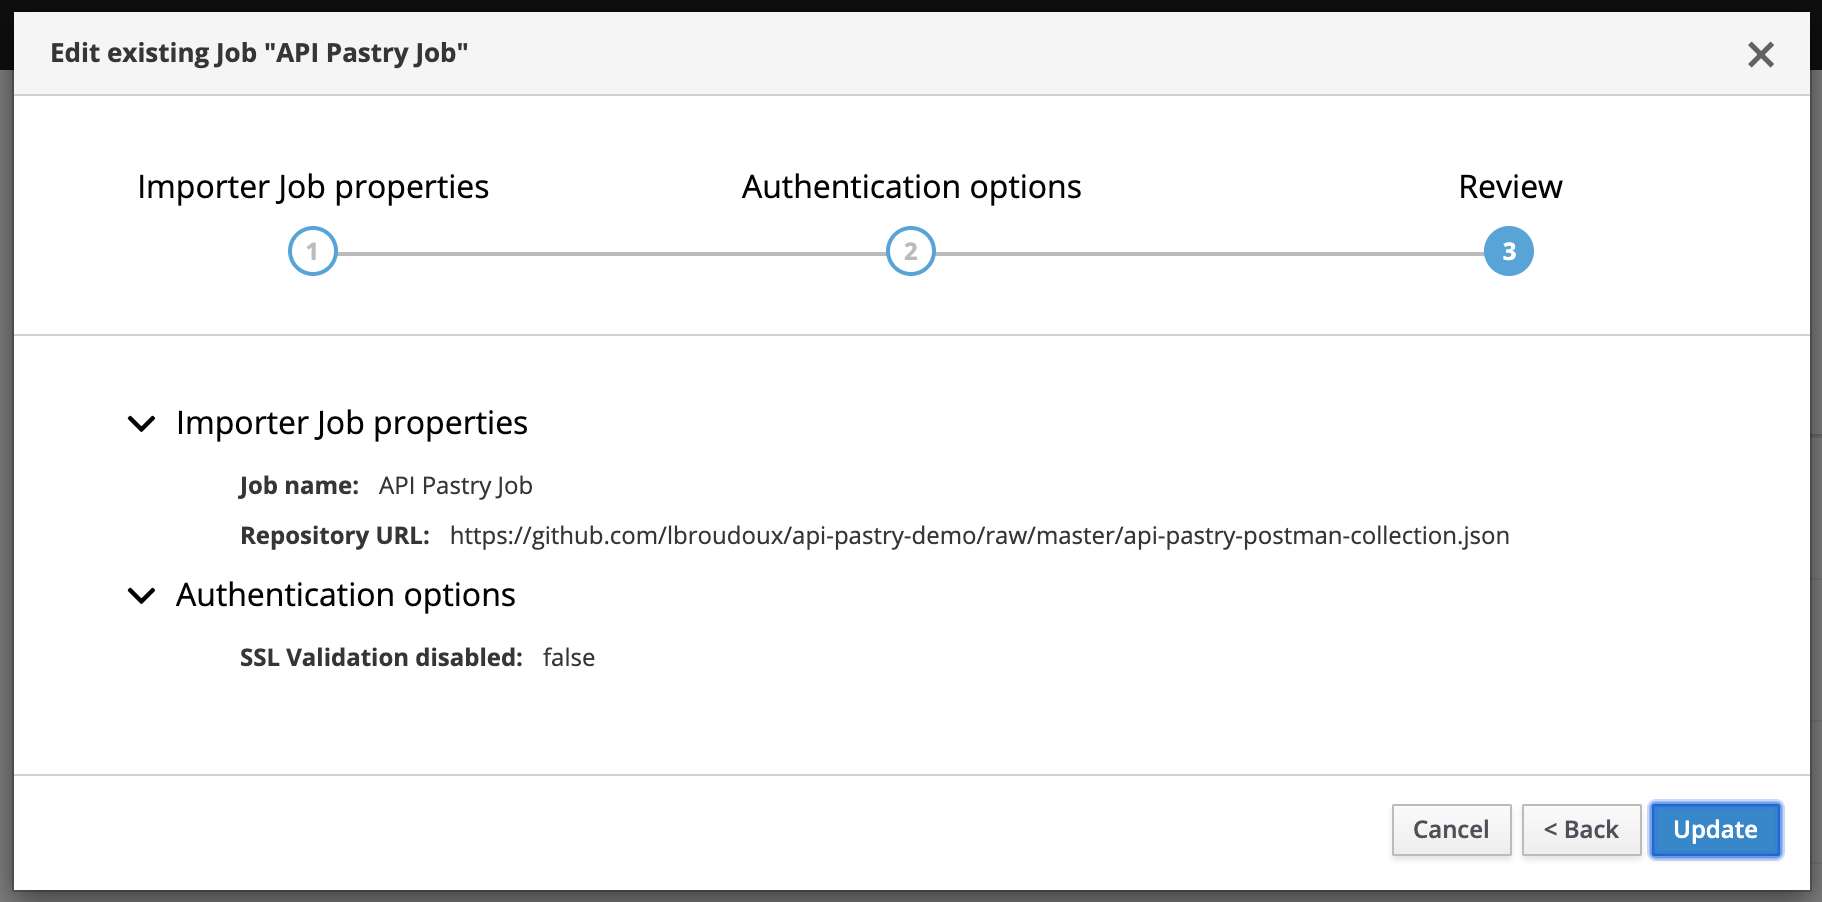 Edit existing Job "API Pastry Job"
Importer Job properties
Authentication options
Review
1
2
3
Importer Job properties
Job name: API Pastry Job
Repository URL: https://github.com/lbroudoux/api-pastry-demo/raw/master/api-pastry-postman-collection.json
Authentication options
SSL Validation disabled: false
Cancel
< Back
Update